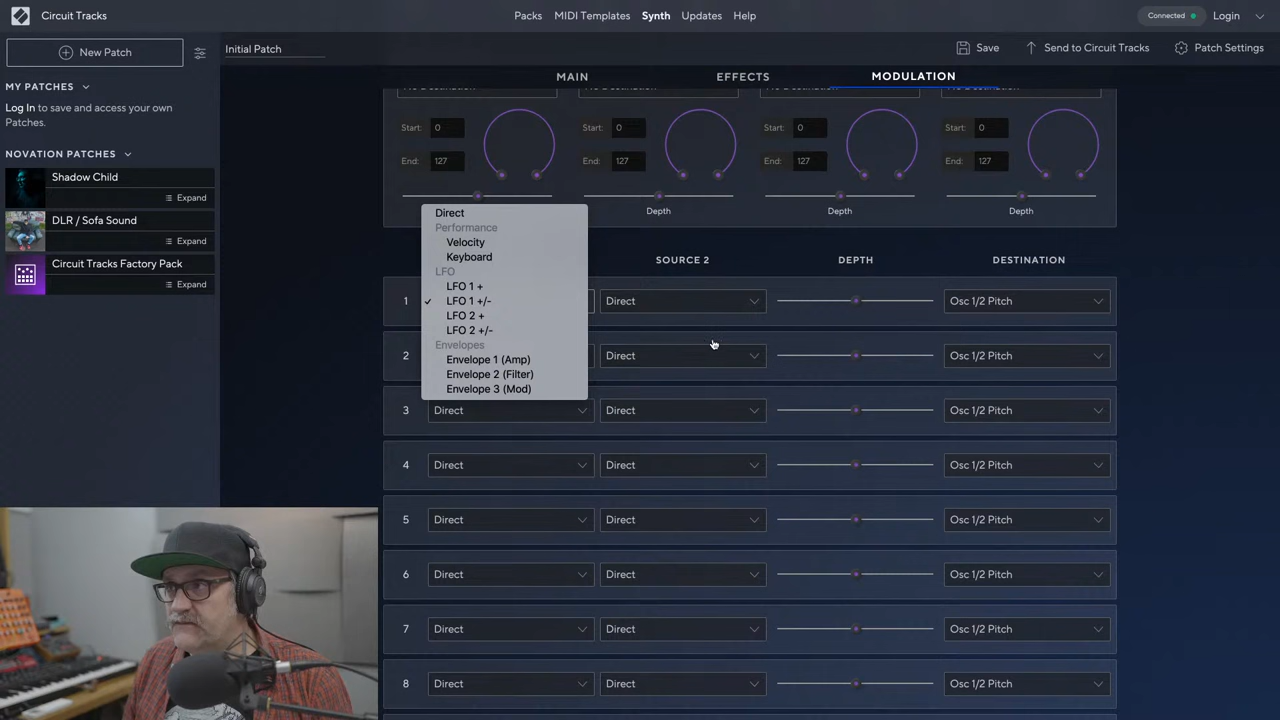 Circuit Tracks
Packs
MIDI Templates
Synth
Updates
Help
Connected
Login
New Patch
Initial Patch
Save
Send to Circuit Tracks
Patch Settings
MY PATCHES
Log In to save and access your own
Patches.
NOVATION PATCHES
Shadow Child
Expand
DLR / Sofa Sound
Expand
Circuit Tracks Factory Pack
Expand
MAIN
EFFECTS
MODULATION
Start: 0
End: 127
Start: 0
End: 127
Depth
Start: 0
End: 127
Depth
Start: 0
End: 127
Depth
Direct
Performance
Velocity
Keyboard
LFO
LFO 1 +
LFO 1 +/-
LFO 2 +
LFO 2 +/-
Envelopes
Envelope 1 (Amp)
Envelope 2 (Filter)
Envelope 3 (Mod)
SOURCE 2
DEPTH
DESTINATION
1
Direct
Osc 1/2 Pitch
2
Direct
Osc 1/2 Pitch
3
Direct
Direct
Osc 1/2 Pitch
4
Direct
Direct
Osc 1/2 Pitch
5
Direct
Direct
Osc 1/2 Pitch
6
Direct
Direct
Osc 1/2 Pitch
7
Direct
Direct
Osc 1/2 Pitch
8
Direct
Direct
Osc 1/2 Pitch